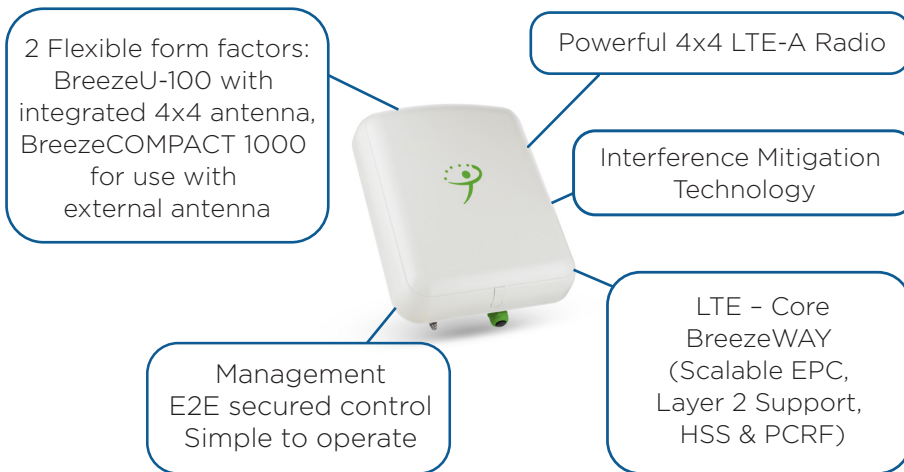 2 Flexible form factors:
BreezeU-100 with
integrated 4x4 antenna,
BreezeCOMPACT 1000
for use with
external antenna
Powerful 4x4 LTE-A Radio
Interference Mitigation
Technology
LTE – Core
BreezeWAY
(Scalable EPC,
Layer 2 Support,
HSS & PCRF)
Management
E2E secured control
Simple to operate